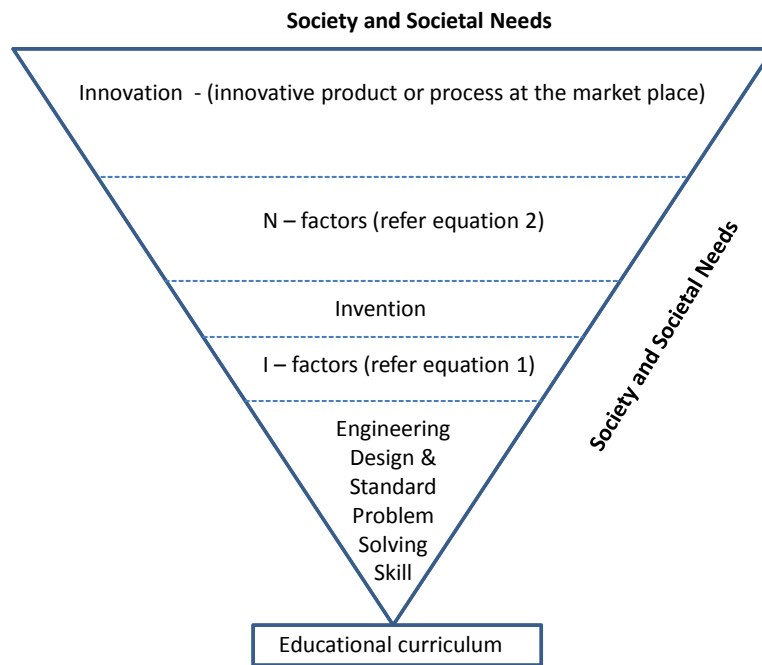 Society and Societal Needs
Innovation - (innovative product or process at the market place)
N – factors (refer equation 2)
Society and Societal Needs
Invention
I – factors (refer equation 1)
Engineering
Design &
Standard
Problem
Solving
Skill
Educational curriculum